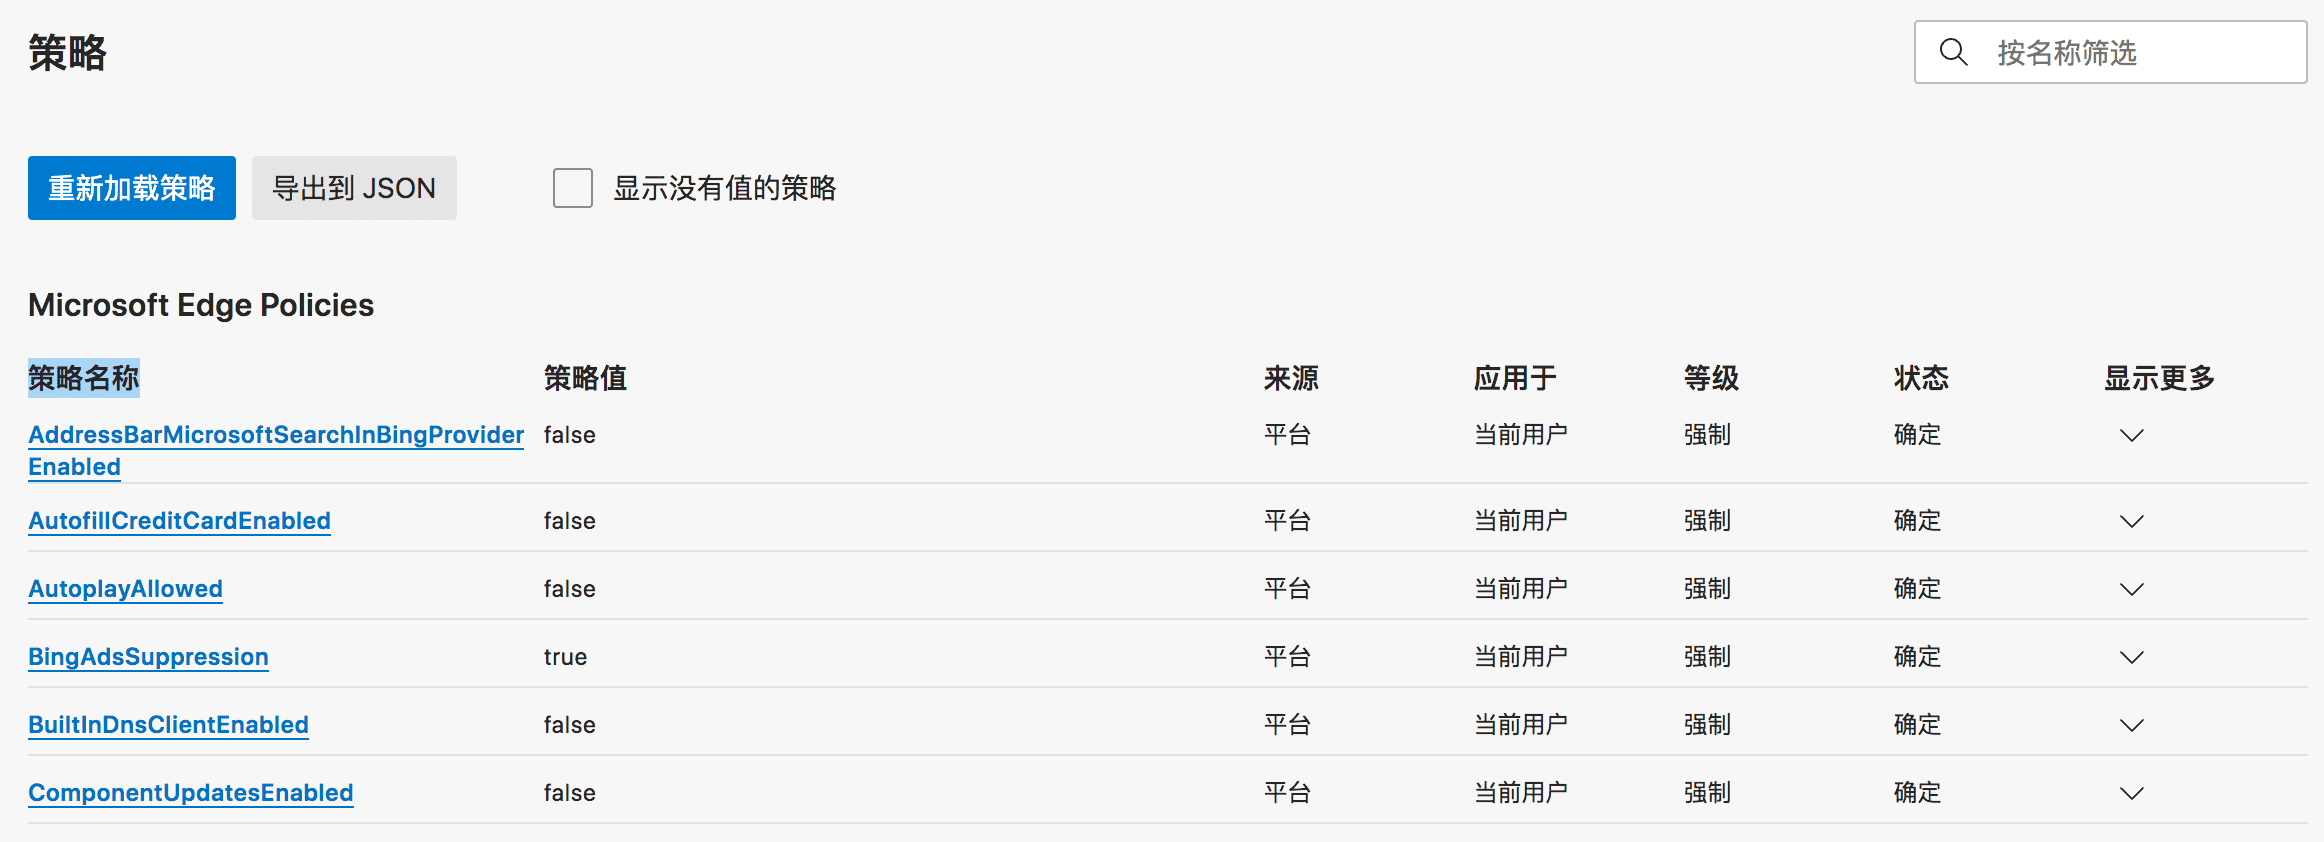 策略
按名称筛选
重新加载策略 导出到 JSON 显示没有值的策略
Microsoft Edge Policies
策略名称 策略值 来源 应用于 等级 状态 显示更多
AddressBarMicrosoftSearchInBingProvider false 平台 当前用户 强制 确定
Enabled
AutofillCreditCardEnabled false 平台 当前用户 强制 确定
AutoplayAllowed false 平台 当前用户 强制 确定
BingAdsSuppression true 平台 当前用户 强制 确定
BuiltInDnsClientEnabled false 平台 当前用户 强制 确定
ComponentUpdatesEnabled false 平台 当前用户 强制 确定